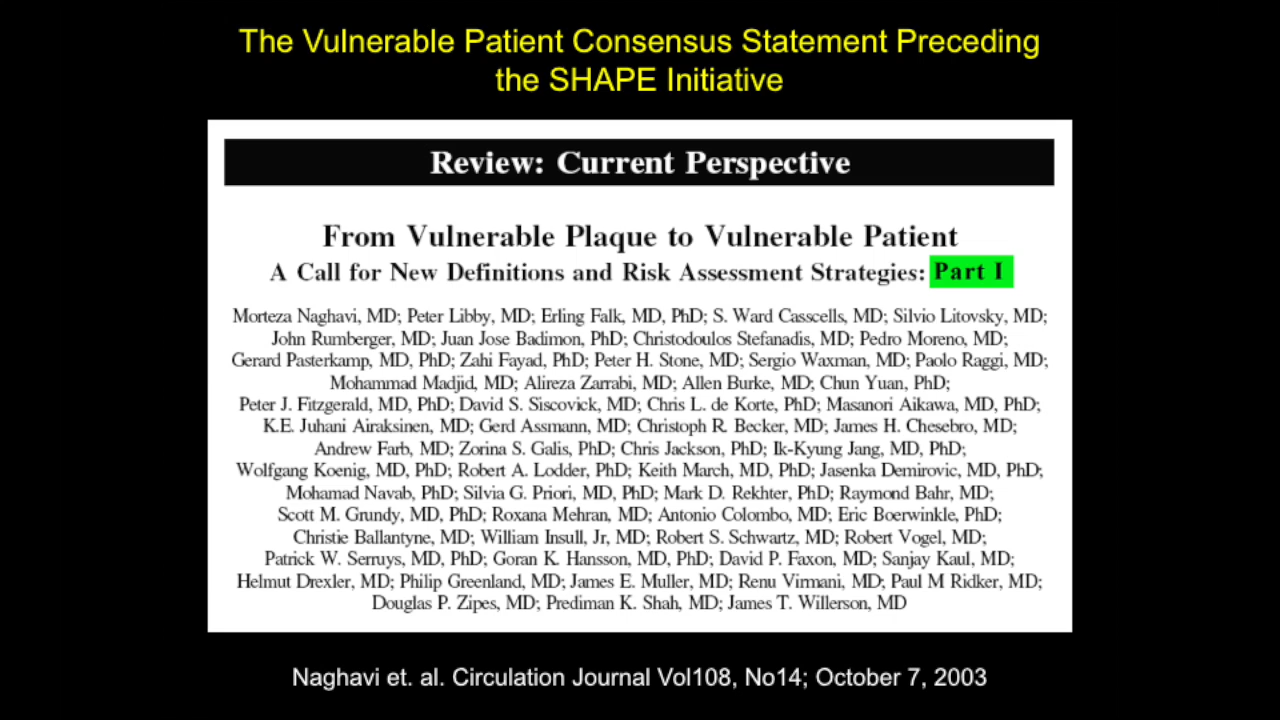 The Vulnerable Patient Consensus Statement Preceding
the SHAPE Initiative
Review: Current Perspective
From Vulnerable Plaque to Vulnerable Patient
A Call for New Definitions and Risk Assessment Strategies: Part I
Morteza Naghavi, MD; Peter Libby, MD; Erling Falk, MD, PhD; S. Ward Casscells, MD; Silvio Litovsky, MD;
John Rumberger, MD; Juan Jose Badimon, PhD; Christodoulos Stefanadis, MD; Pedro Moreno, MD;
Gerard Pasterkamp, MD, PhD; Zahi Fayad, PhD; Peter H. Stone, MD; Sergio Waxman, MD; Paolo Raggi, MD;
Mohammad Madjid, MD; Alireza Zarrabi, MD; Allen Burke, MD; Chun Yuan, PhD;
Peter J. Fitzgerald, MD, PhD; David S. Siscovick, MD; Chris L. de Korte, PhD; Masanori Aikawa, MD, PhD;
K.E. Juhani Airaksinen, MD; Gerd Assmann, MD; Christoph R. Becker, MD; James H. Chesebro, MD;
Andrew Farb, MD; Zorina S. Galis, PhD; Chris Jackson, PhD; Ik-Kyung Jang, MD, PhD;
Wolfgang Koenig, MD, PhD; Robert A. Lodder, PhD; Keith March, MD, PhD; Jasenka Demirovic, MD, PhD;
Mohamad Navab, PhD; Silvia G. Priori, MD, PhD; Mark D. Rekhter, PhD; Raymond Bahr, MD;
Scott M. Grundy, MD, PhD; Roxana Mehran, MD; Antonio Colombo, MD; Eric Boerwinkle, PhD;
Christie Ballantyne, MD; William Insull, Jr, MD; Robert S. Schwartz, MD; Robert Vogel, MD;
Patrick W. Serruys, MD, PhD; Goran K. Hansson, MD, PhD; David P. Faxon, MD; Sanjay Kaul, MD;
Helmut Drexler, MD; Philip Greenland, MD; James E. Muller, MD; Renu Virmani, MD; Paul M Ridker, MD;
Douglas P. Zipes, MD; Prediman K. Shah, MD; James T. Willerson, MD
Naghavi et. al. Circulation Journal Vol108, No14; October 7, 2003